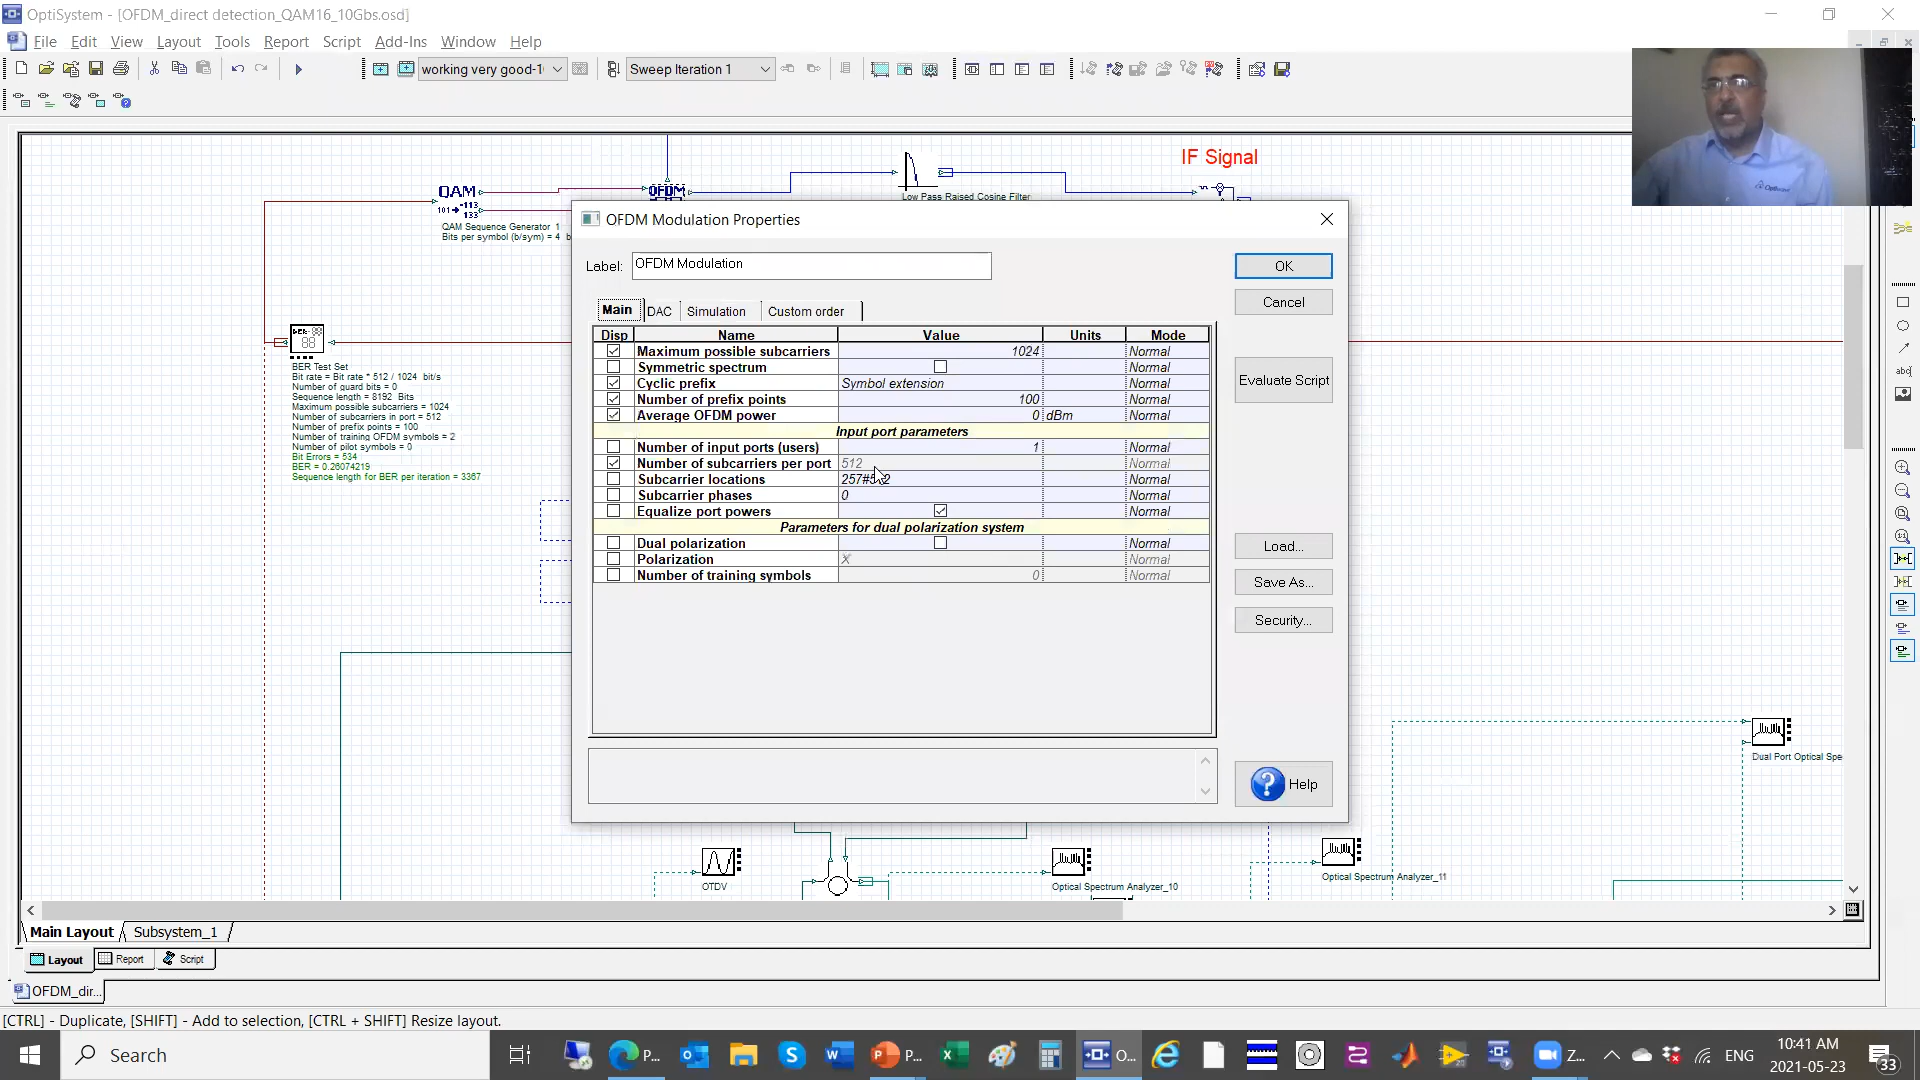 OptiSystem - [OFDM_direct detection_QAM16_10Gbs.osd]
File Edit View Layout Tools Report Script Add-Ins Window Help
working very good-1
Sweep Iteration 1
IF Signal
QAM
101
-113
133
OFDM
Low Pass Raised Cosine Filter
QAM Sequence Generator 1
Bits per symbol (b/sym) = 4 b
BER Test Set
Bit rate = Bit rate * 512 / 1024 bit/s
Number of guard bits = 0
Sequence length = 8192 Bits
Maximum possible subcarriers = 1024
Number of subcarriers in port = 512
Number of prefix points = 100
Number of training OFDM symbols = 2
Number of pilot symbols = 0
Bit Errors = 534
BER = 0.26074219
Sequence length for BER per iteration = 3367
OFDM Modulation Properties
Label: OFDM Modulation
OK
Cancel
Evaluate Script
Load...
Save As...
Security...
Help
Main DAC Simulation Custom order
Disp Name Value Units Mode
Maximum possible subcarriers 1024 Normal
Symmetric spectrum Normal
Cyclic prefix Symbol extension Normal
Number of prefix points 100 Normal
Average OFDM power 0 dBm Normal
Input port parameters
Number of input ports (users) 1 Normal
Number of subcarriers per port 512 Normal
Subcarrier locations Normal
Subcarrier phases 0 Normal
Equalize port powers Normal
Parameters for dual polarization system
Dual polarization Normal
Polarization X Normal
Number of training symbols 0 Normal
Dual Port Optical Spe
OTDV
Optical Spectrum Analyzer_10
Optical Spectrum Analyzer_11
Main Layout Subsystem_1
Layout Report Script
OFDM_dir...
[CTRL] - Duplicate, [SHIFT] - Add to selection, [CTRL + SHIFT] Resize layout.
Search
P...
P...
O...
Z...
ENG
10:41 AM
2021-05-23
33